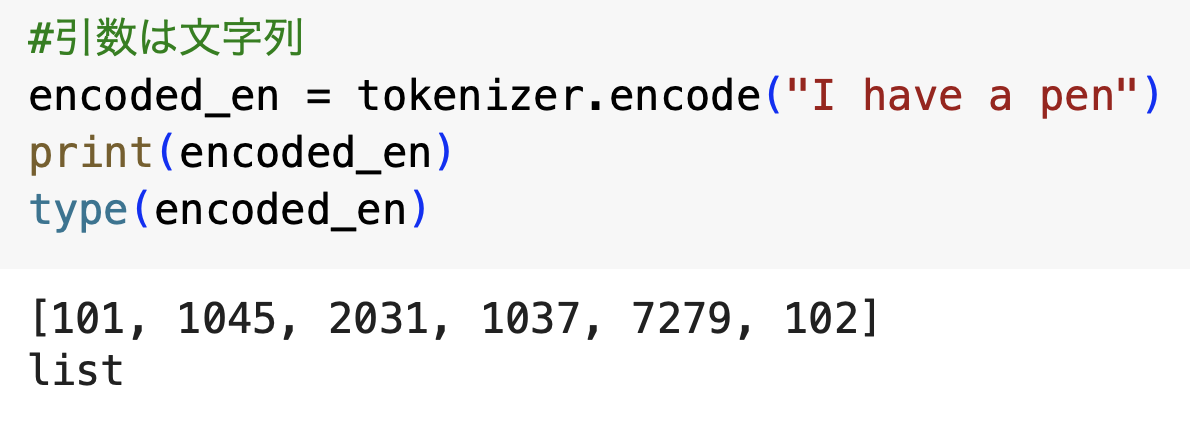 #引数は文字列
encoded_en = tokenizer.encode("I have a pen")
print(encoded_en)
type(encoded_en)
[101, 1045, 2031, 1037, 7279, 102]
list